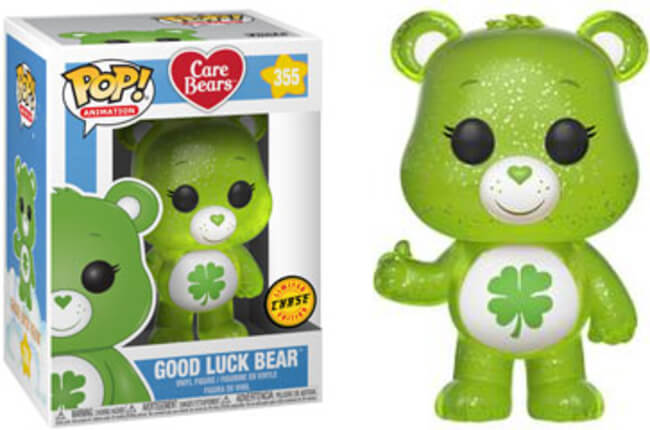 POP!
ANIMATION
Care
Bears
355
LIMITED
CHASE
EDITION
GOOD LUCK BEAR
VINYL FIGURE / FIGURINE EN VINYLE
FIGURA DE VINIL
WARNING